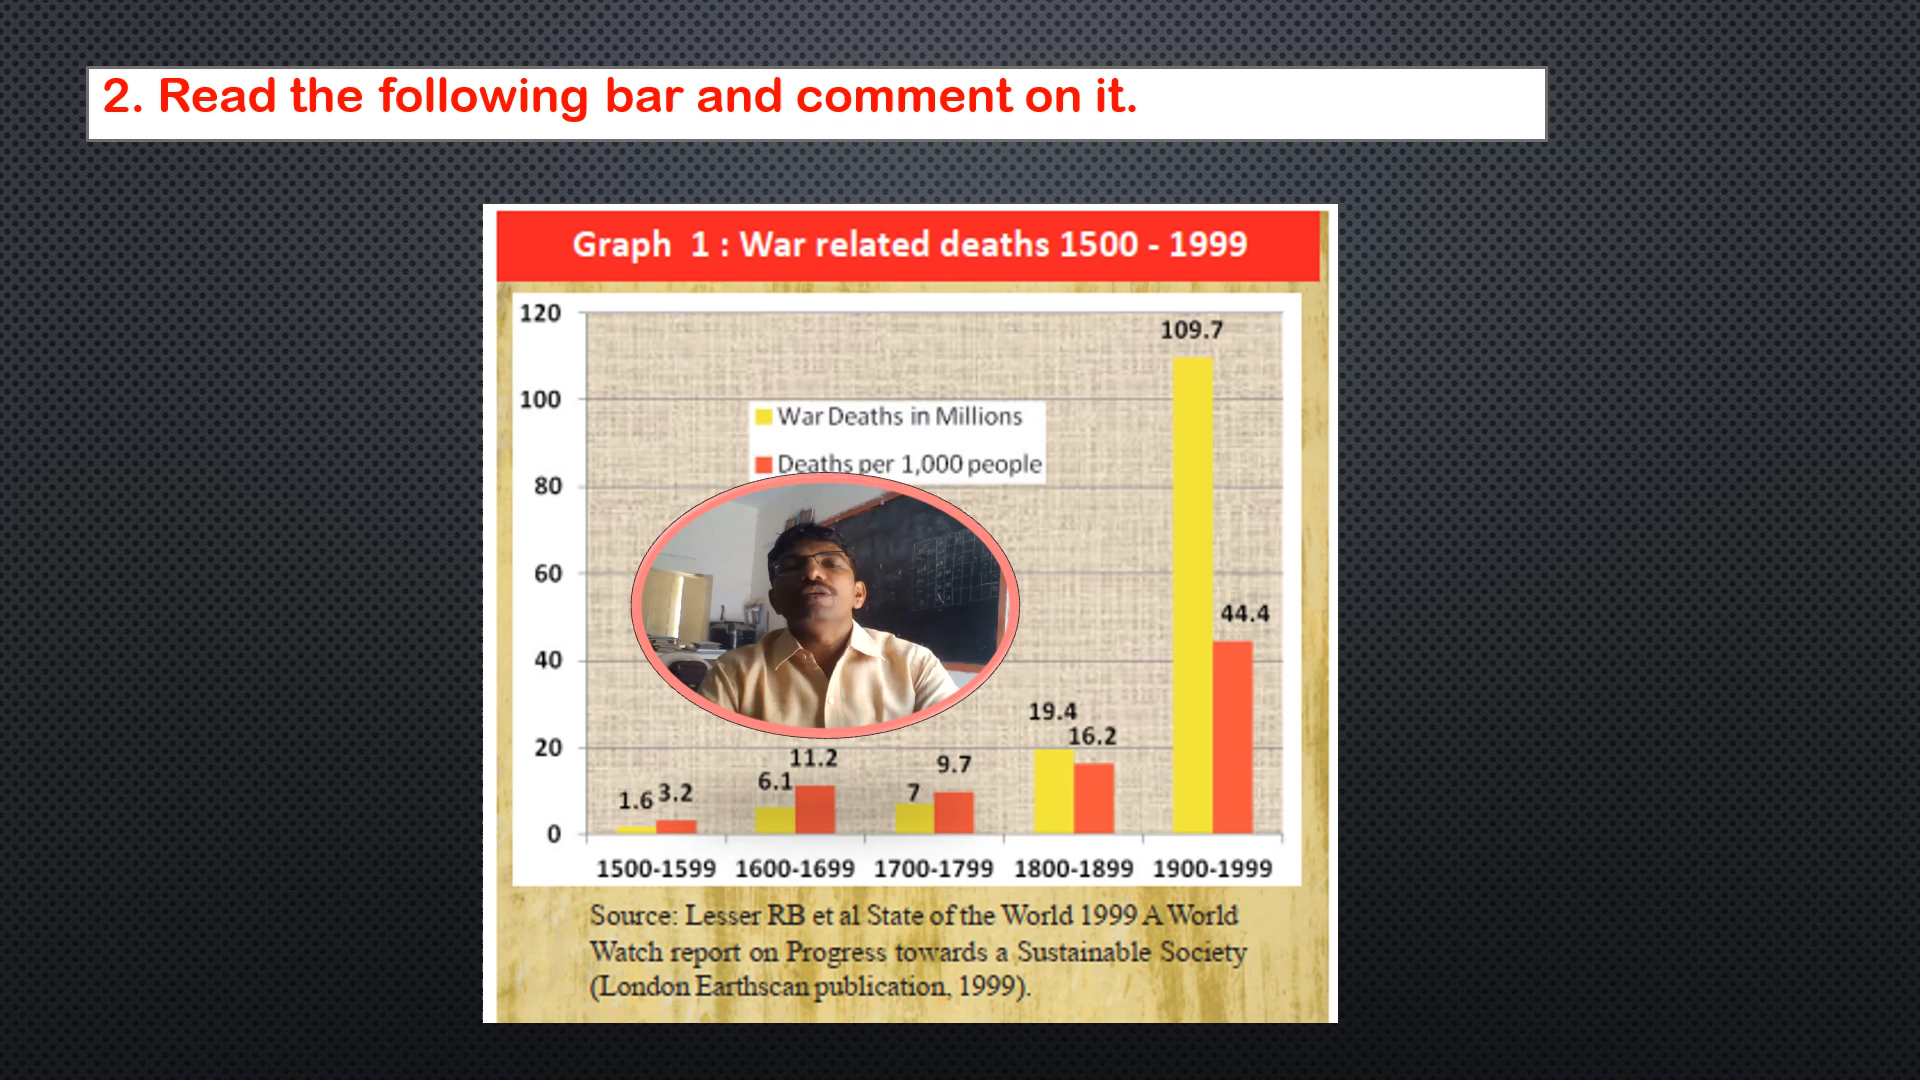 2. Read the following bar and comment on it.
Graph 1 : War related deaths 1500 - 1999
120
100
80
60
40
20
0
War Deaths in Millions
Deaths per 1,000 people
1.6
3.2
6.1
11.2
7
9.7
19.4
16.2
109.7
44.4
1500-1599 1600-1699 1700-1799 1800-1899 1900-1999
Source: Lesser RB et al State of the World 1999 A World
Watch report on Progress towards a Sustainable Society
(London Earthscan publication, 1999).